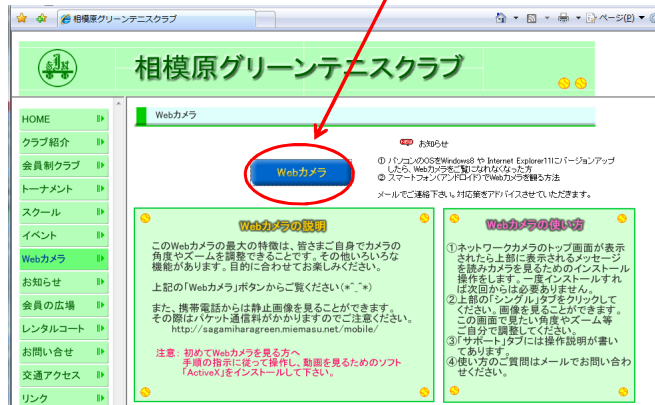 相模原グリーンテニスクラブ
ページ(P)
相模原グリーンテニスクラブ
HOME
クラブ紹介
会員制クラブ
トーナメント
スクール
イベント
Webカメラ
お知らせ
会員の広場
レンタルコート
お問い合せ
交通アクセス
リンク
Webカメラ
Webカメラ
お知らせ
① パソコンのOSをWindows8 や Internet Explorer11にバージョンアップ
したら、Webカメラをご覧になれなくなった方
② スマートフォン(アンドロイド)でWebカメラを観る方法
メールでご連絡下さい。対応策をアドバイスさせていただきます。
Webカメラの説明
このWebカメラの最大の特徴は、皆さまご自身でカメラの
角度やズームを調整できることです。その他いろいろな
機能があります。目的に合わせてお楽しみください。
上記の「Webカメラ」ボタンからご覧ください(*^_^*)
また、携帯電話からは静止画像を見ることができます。
その際はパケット通信料がかかりますのでご注意ください。
http://sagamiharagreen.miemasu.net/mobile/
注意： 初めてWebカメラを見る方へ
手順の指示に従って操作し、動画を見るためのソフト
「ActiveX」をインストールして下さい。
Webカメラの使い方
①ネットワークカメラのトップ画面が表示
されたら上部に表示されるメッセージ
を読みカメラを見るためのインストール
操作をします。一度インストールすれ
ば次回からは必要ありません。
②上部の「シングル」タブをクリックして
ください。画像を見ることができます。
この画面で見たい角度やズーム等
ご自分で調整してください。
③「サポート」タブには操作説明が書い
てあります。
④使い方のご質問はメールでお問い合わ
せください。